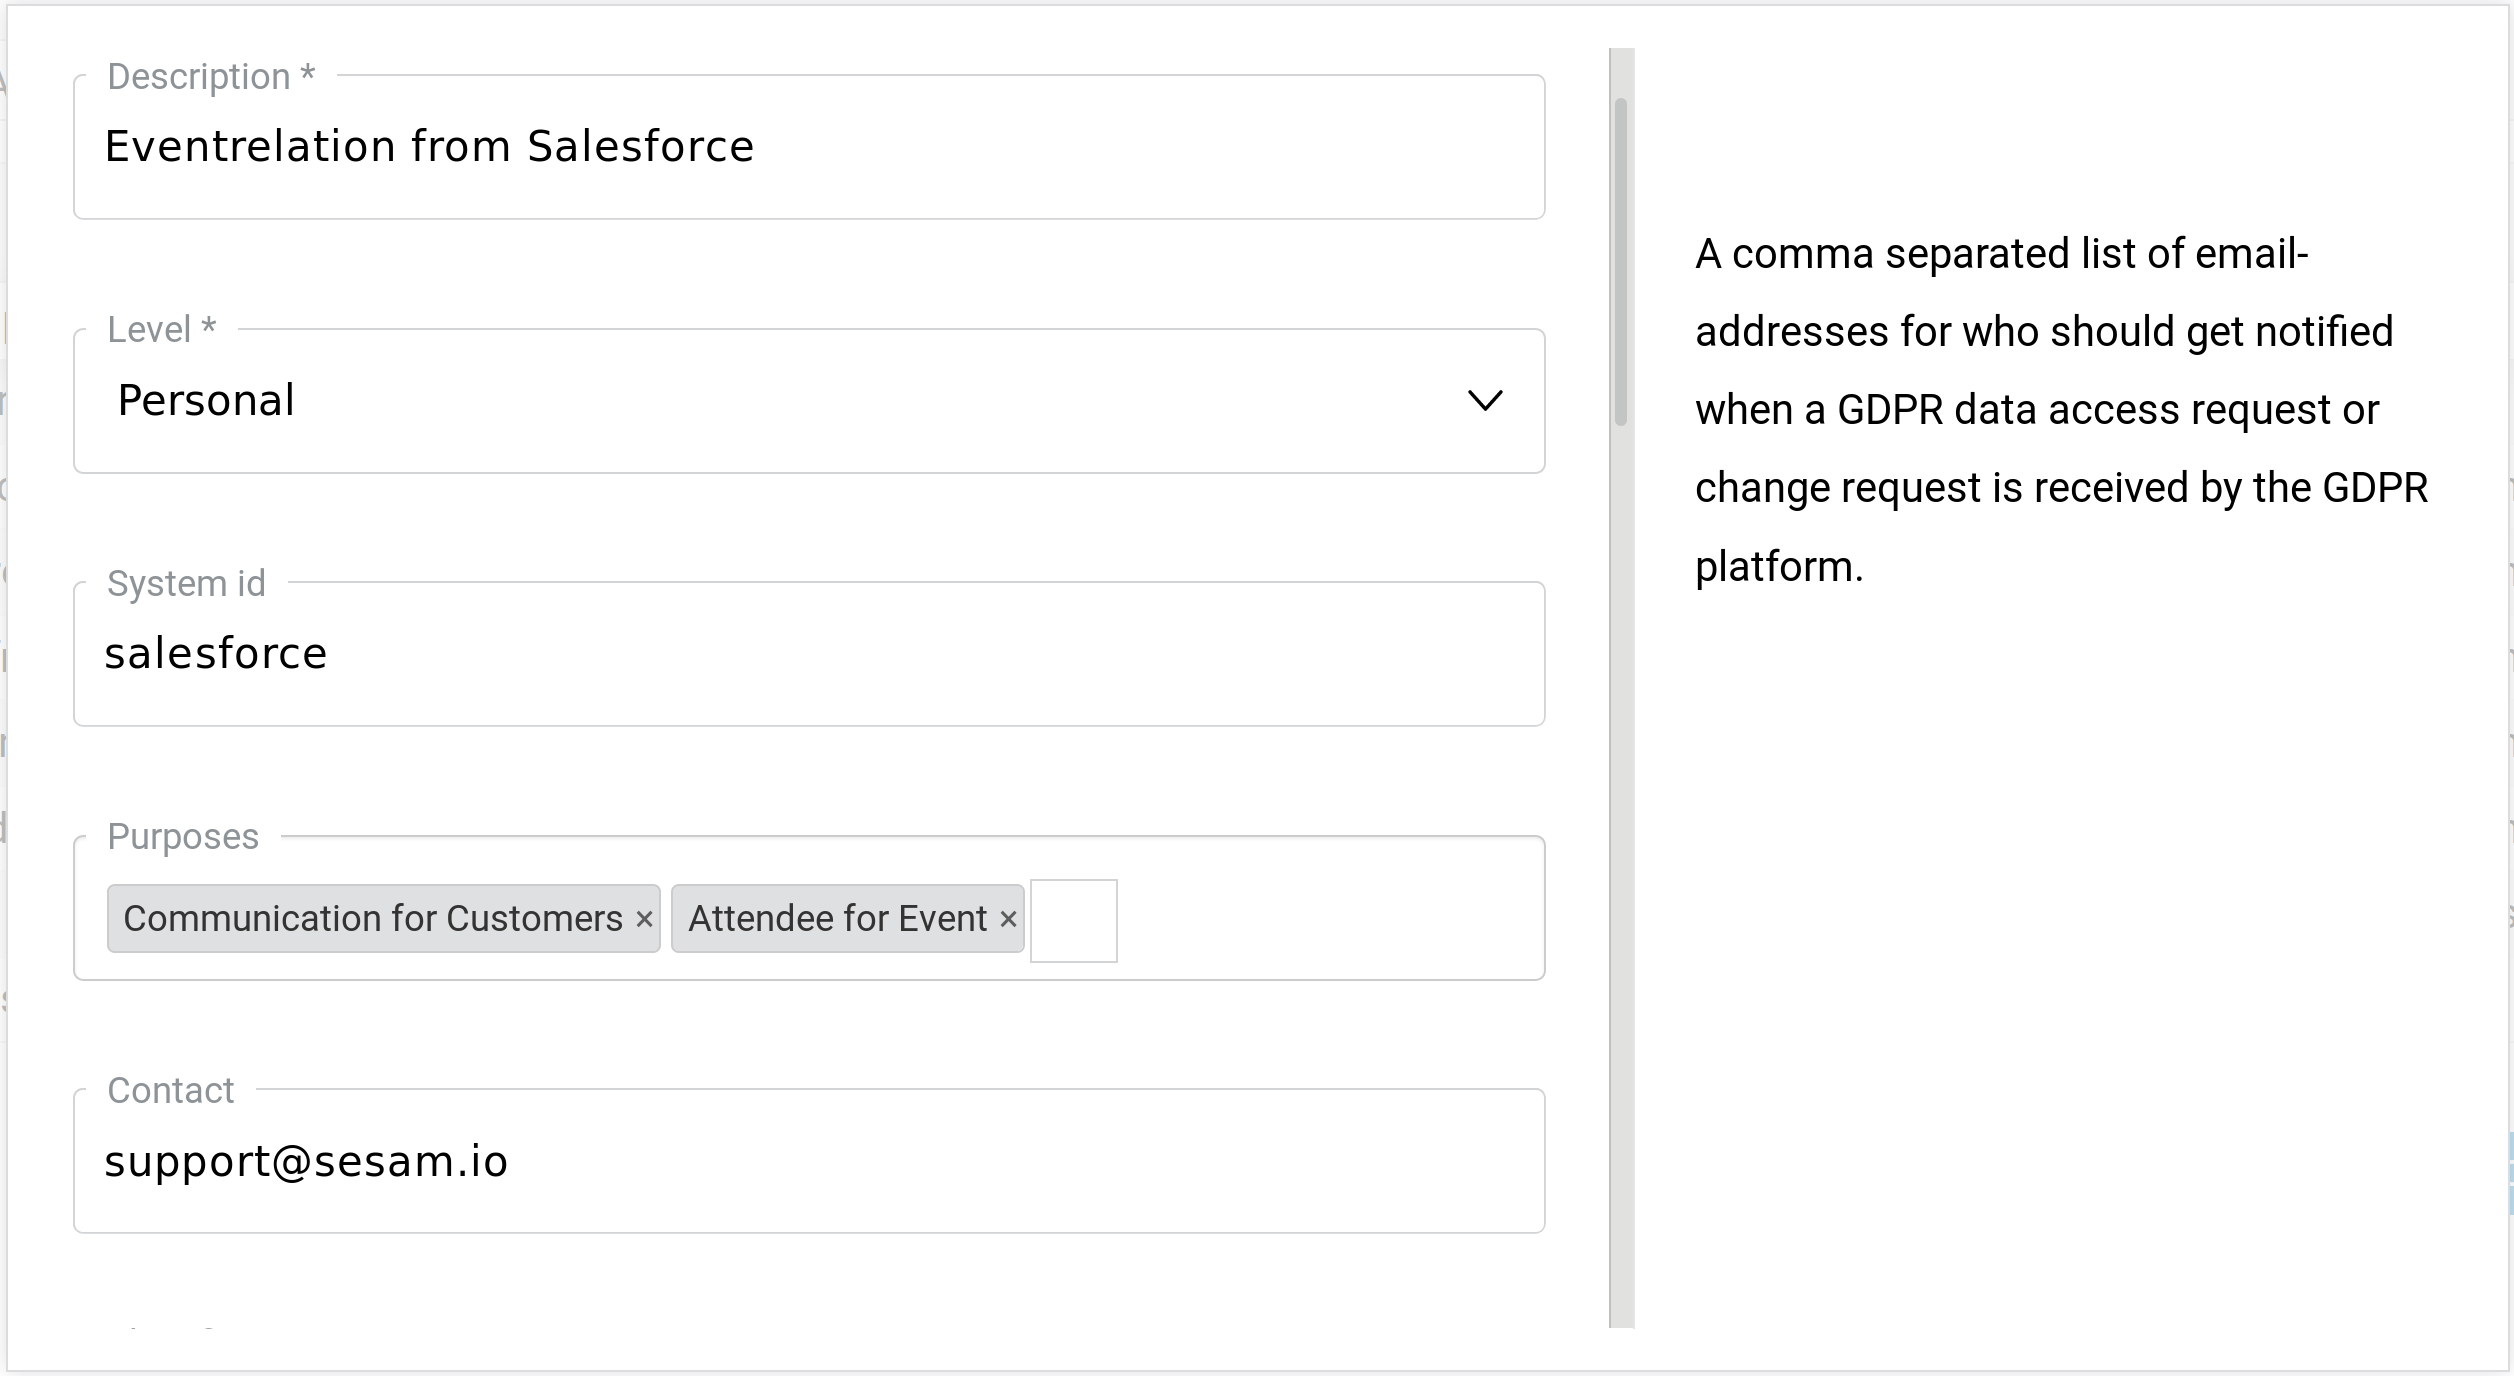 Description *
Eventrelation from Salesforce
Level *
Personal
System id
salesforce
Purposes
Communication for Customers × Attendee for Event ×
Contact
support@sesam.io
A comma separated list of email-
addresses for who should get notified
when a GDPR data access request or
change request is received by the GDPR
platform.